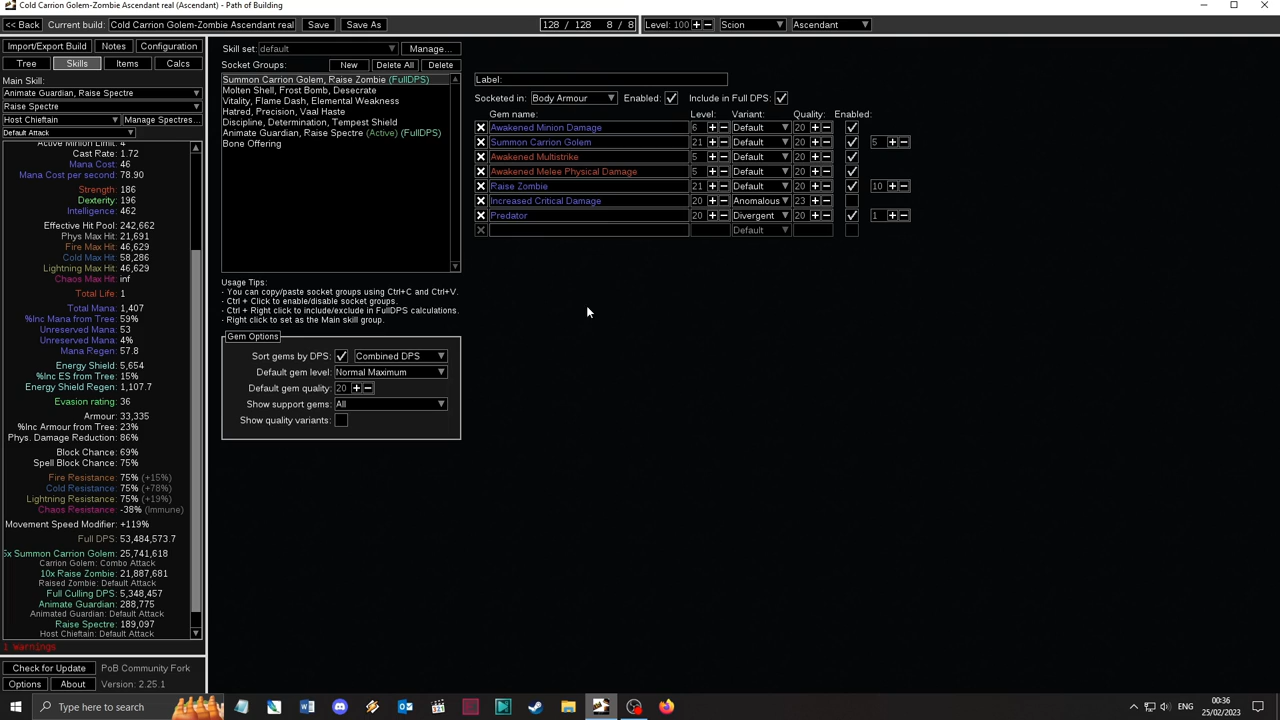 Cold Carrion Golem-Zombie Ascendant real (Ascendant) - Path of Building
<< Back Current build: Cold Carrion Golem-Zombie Ascendant real Save Save As 128 / 128 8 / 8 Level: 100 + - Scion Ascendant
Import/Export Build Notes Configuration
Tree Skills Items Calcs
Main Skill:
Animate Guardian, Raise Spectre
Raise Spectre
Host Chieftain Manage Spectres...
Default Attack
Active Minion Limit: 4
Cast Rate: 1.72
Mana Cost: 46
Mana Cost per second: 78.90
Strength: 186
Dexterity: 196
Intelligence: 462
Effective Hit Pool: 242,662
Phys Max Hit: 21,691
Fire Max Hit: 46,629
Cold Max Hit: 58,286
Lightning Max Hit: 46,629
Chaos Max Hit: inf
Total Life: 1
Total Mana: 1,407
%Inc Mana from Tree: 59%
Unreserved Mana: 53
Unreserved Mana: 4%
Mana Regen: 57.8
Energy Shield: 5,654
%Inc ES from Tree: 15%
Energy Shield Regen: 1,107.7
Evasion rating: 36
Armour: 33,335
%Inc Armour from Tree: 23%
Phys. Damage Reduction: 86%
Block Chance: 69%
Spell Block Chance: 75%
Fire Resistance: 75% (+15%)
Cold Resistance: 75% (+78%)
Lightning Resistance: 75% (+19%)
Chaos Resistance: -38% (Immune)
Movement Speed Modifier: +119%
Full DPS: 53,484,573.7
5x Summon Carrion Golem: 25,741,618
Carrion Golem: Combo Attack
10x Raise Zombie: 21,887,681
Raised Zombie: Default Attack
Full Culling DPS: 5,348,457
Animate Guardian: 288,775
Animated Guardian: Default Attack
Raise Spectre: 189,097
Host Chieftain: Default Attack
1 Warnings
Check for Update PoB Community Fork
Options About Version: 2.25.1
Skill set: default Manage...
Socket Groups: New Delete All Delete
Summon Carrion Golem, Raise Zombie (FullDPS)
Molten Shell, Frost Bomb, Desecrate
Vitality, Flame Dash, Elemental Weakness
Hatred, Precision, Vaal Haste
Discipline, Determination, Tempest Shield
Animate Guardian, Raise Spectre (Active) (FullDPS)
Bone Offering
Usage Tips:
- You can copy/paste socket groups using Ctrl+C and Ctrl+V.
- Ctrl + Click to enable/disable socket groups.
- Ctrl + Right click to include/exclude in FullDPS calculations.
- Right click to set as the Main skill group.
Gem Options
Sort gems by DPS: Combined DPS
Default gem level: Normal Maximum
Default gem quality: 20 + -
Show support gems: All
Show quality variants:
Label:
Socketed in: Body Armour Enabled: Include in Full DPS:
Gem name: Level: Variant: Quality: Enabled:
Awakened Minion Damage 6 + - Default 20 + -
Summon Carrion Golem 21 + - Default 20 + - 5 + -
Awakened Multistrike 5 + - Default 20 + -
Awakened Melee Physical Damage 5 + - Default 20 + -
Raise Zombie 21 + - Default 20 + - 10 + -
Increased Critical Damage 20 + - Anomalous 23 + -
Predator 20 + - Divergent 20 + - 1 + -
Default
Type here to search
ENG
00:36
25/02/2023